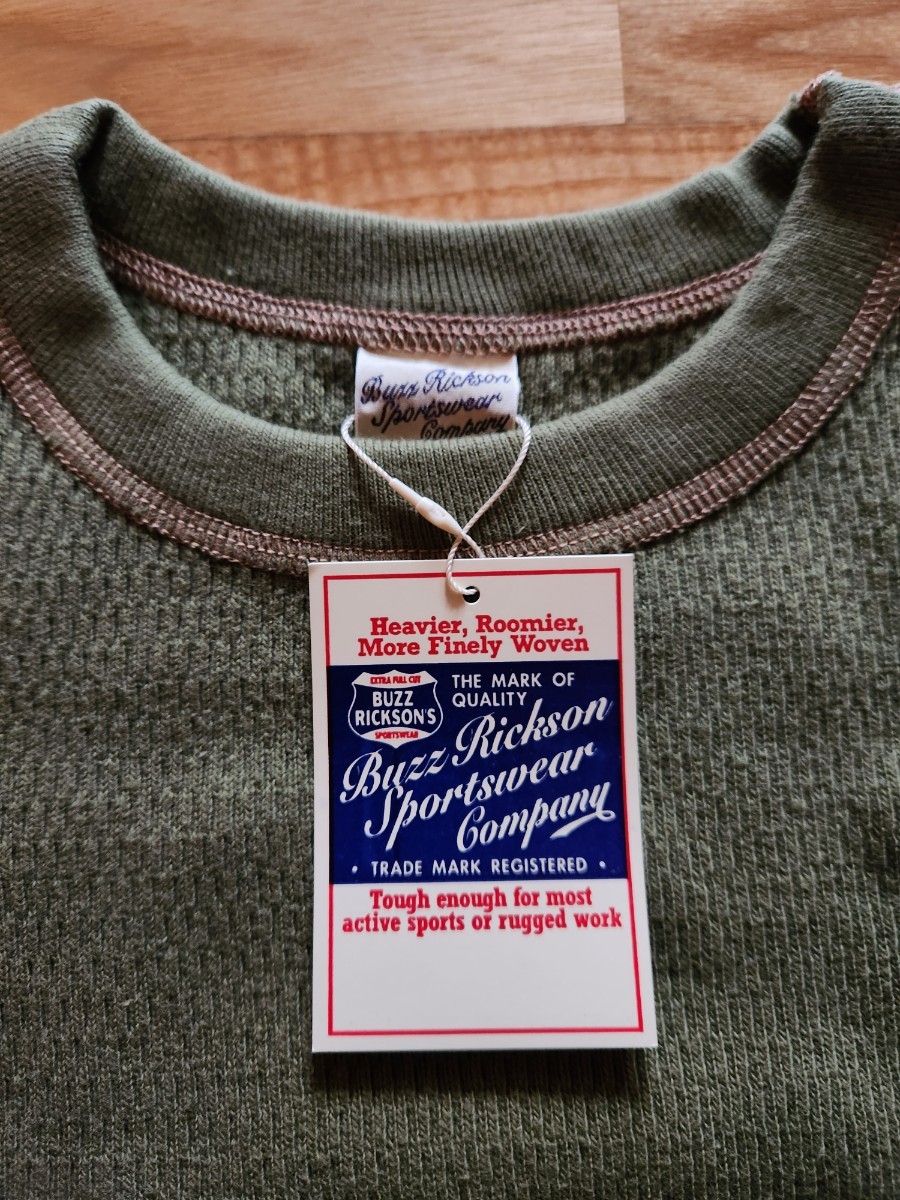 Buzz Rickson
Sportswear
Company
Heavier, Roomier,
More Finely Woven
EXTRA FULL CUT
BUZZ
RICKSON'S
SPORTSWEAR
THE MARK OF
QUALITY
Buzz Rickson
Sportswear
Company
• TRADE MARK REGISTERED •
Tough enough for most
active sports or rugged work